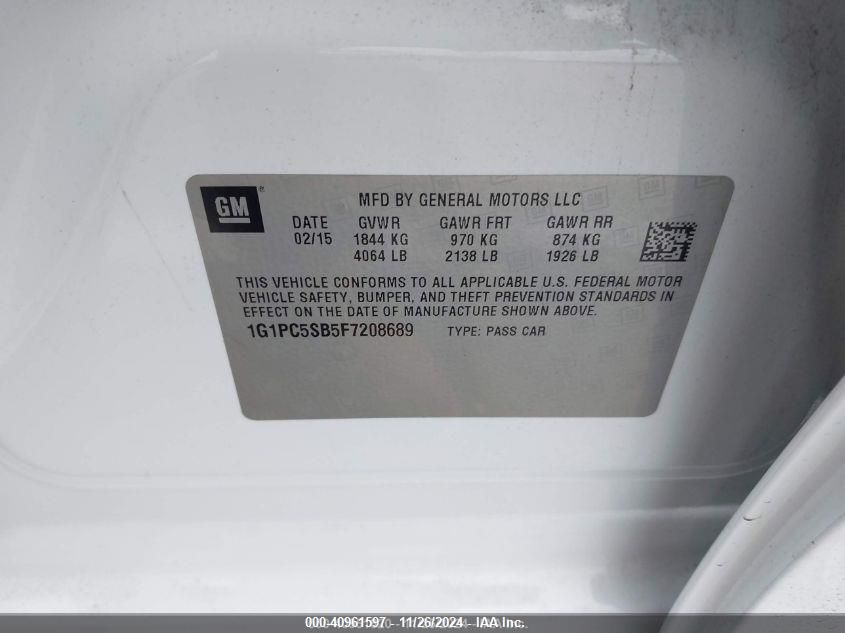 GM ® MFD BY GENERAL MOTORS LLC
DATE GVWR GAWR FRT GAWR RR
02/15 1844 KG 970 KG 874 KG
4064 LB 2138 LB 1926 LB
THIS VEHICLE CONFORMS TO ALL APPLICABLE U.S. FEDERAL MOTOR
VEHICLE SAFETY, BUMPER, AND THEFT PREVENTION STANDARDS IN
EFFECT ON THE DATE OF MANUFACTURE SHOWN ABOVE.
1G1PC5SB5F7208689 TYPE: PASS CAR
000-40961597 - 11/26/2024 - IAA Inc.